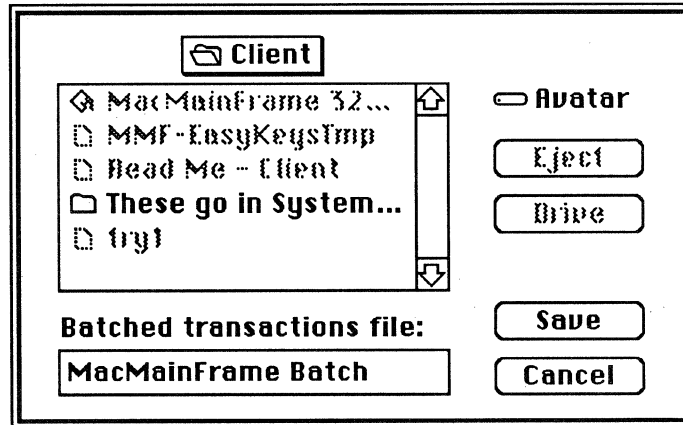 Client
MacMainFrame 32...
MMF-EasyKeysTmp
Read Me - Client
These go in System...
try1
Avatar
Eject
Drive
Batched transactions file:
MacMainFrame Batch
Save
Cancel